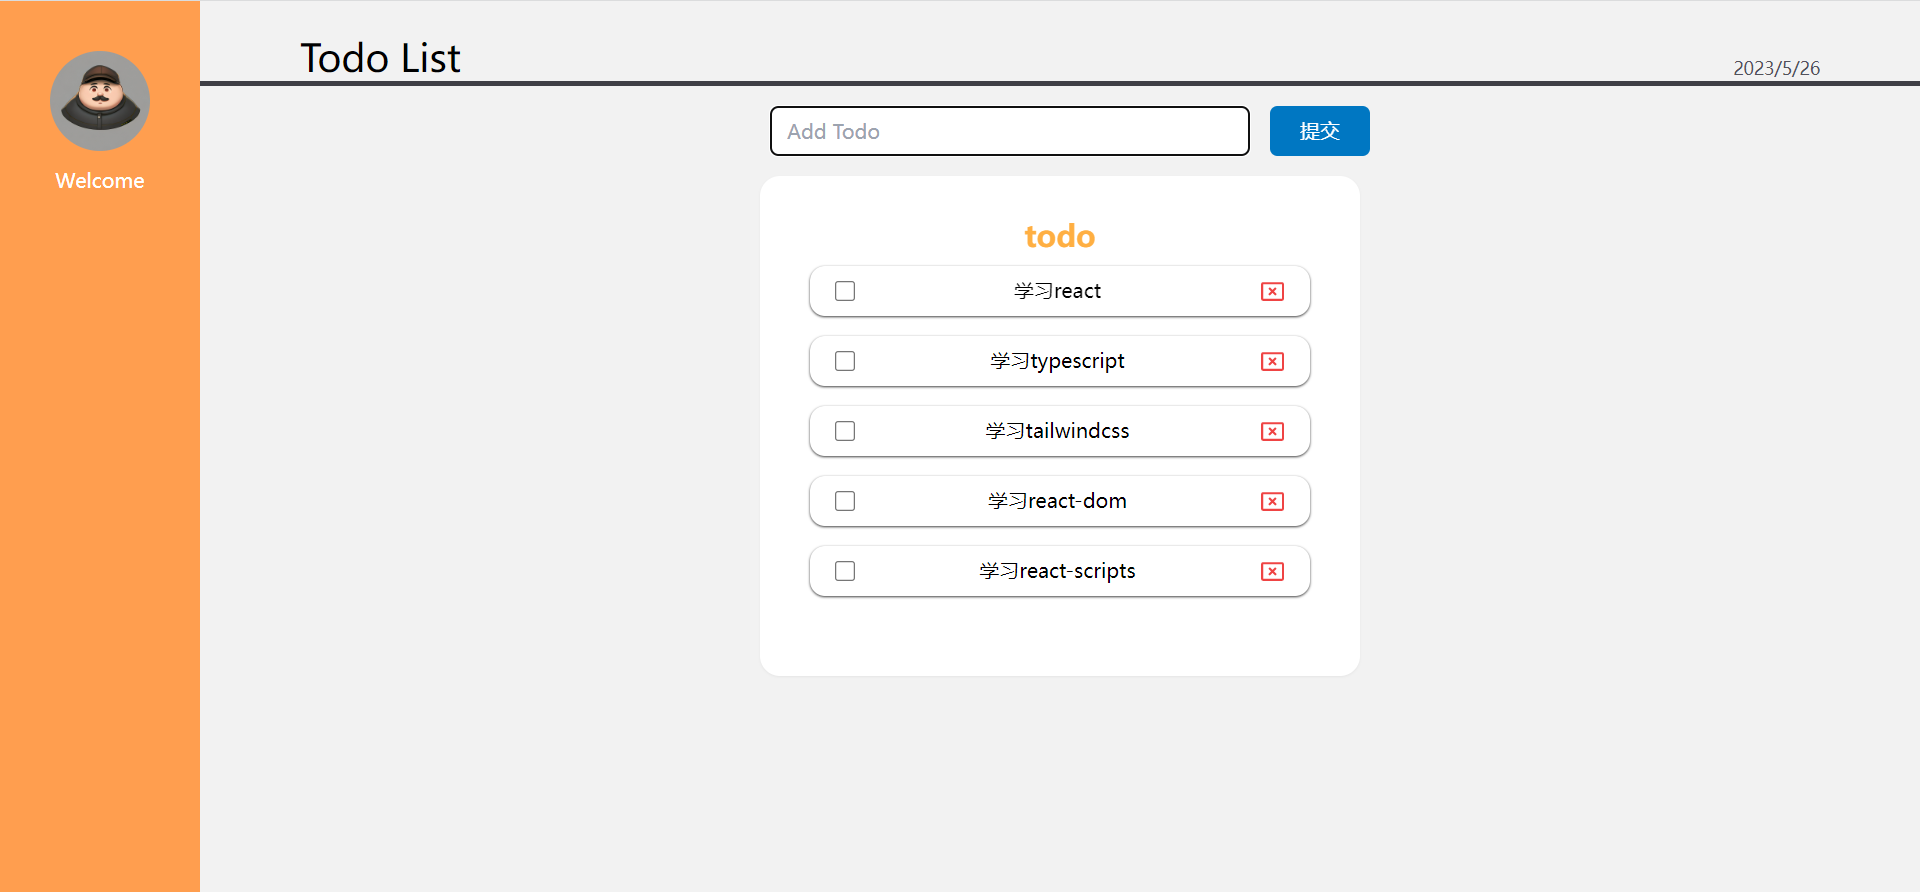 Welcome
Todo List
2023/5/26
Add Todo
提交
todo
学习react
学习typescript
学习tailwindcss
学习react-dom
学习react-scripts